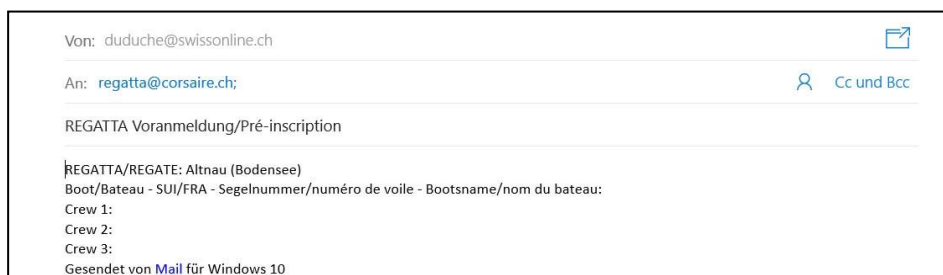 Von: duduche@swissonline.ch
An: regatta@corsaire.ch; Cc und Bcc
REGATTA Voranmeldung/Pré-inscription
REGATTA/REGATE: Altnau (Bodensee)
Boot/Bateau - SUI/FRA - Segelnummer/numéro de voile - Bootsname/nom du bateau:
Crew 1:
Crew 2:
Crew 3:
Gesendet von Mail für Windows 10